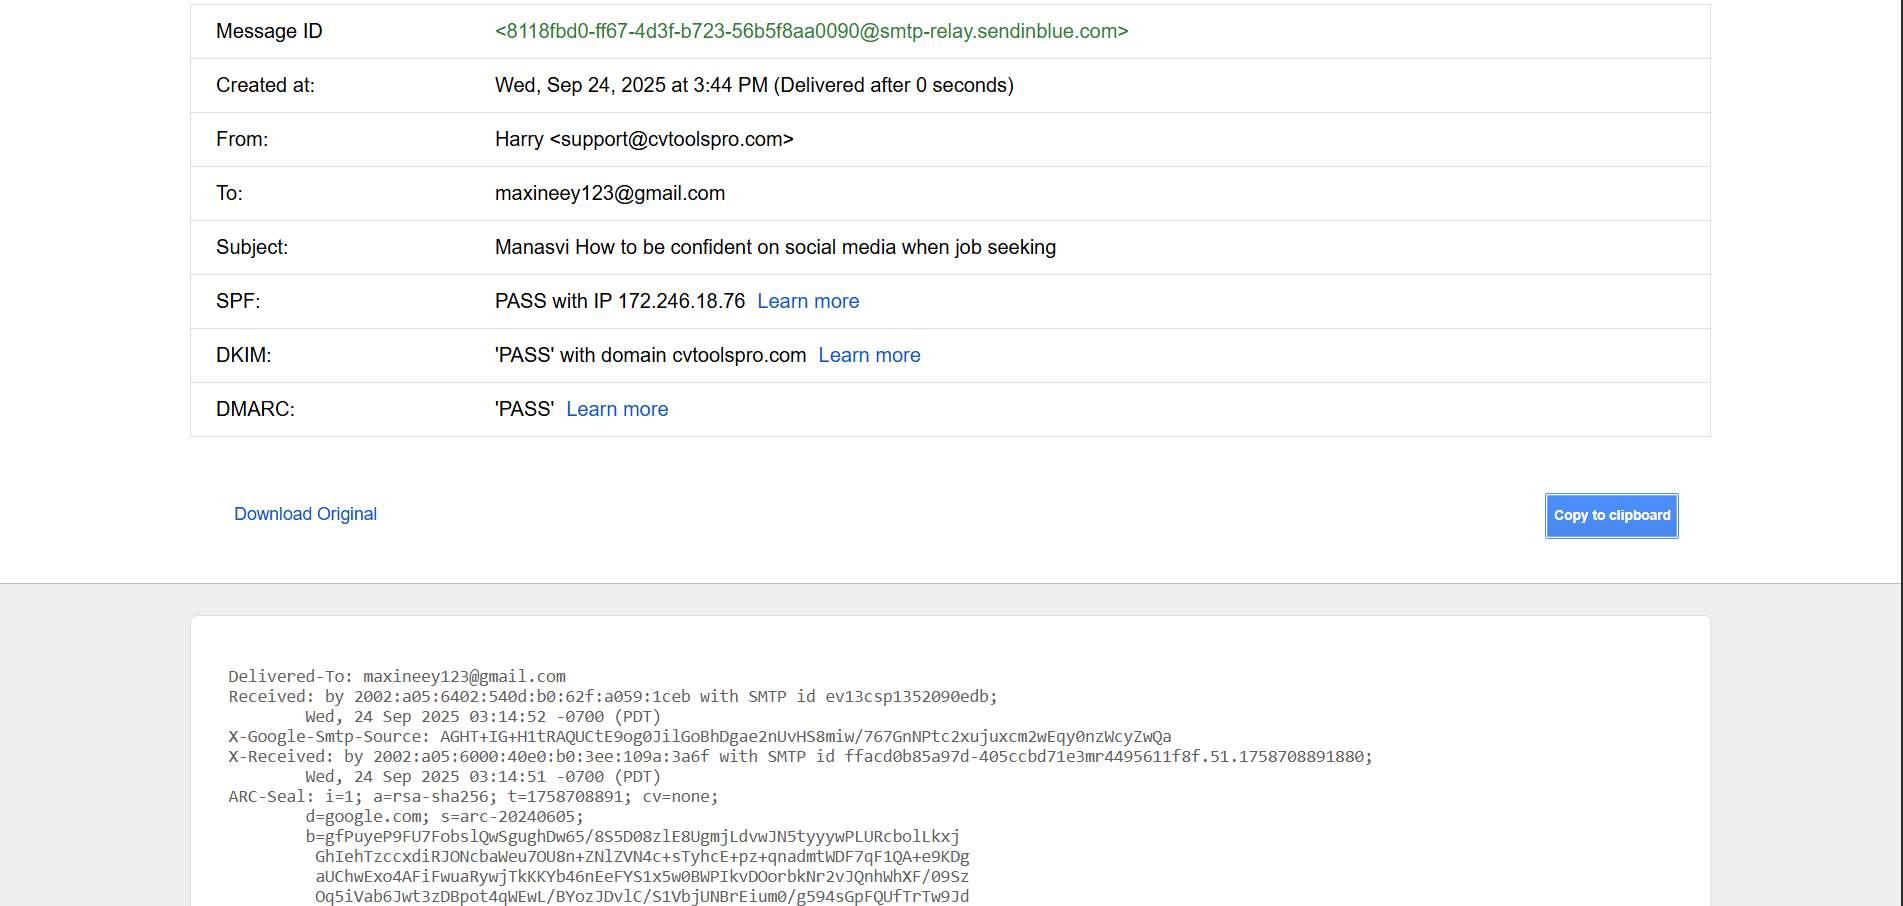 Message ID <8118fbd0-ff67-4d3f-b723-56b5f8aa0090@smtp-relay.sendinblue.com>
Created at: Wed, Sep 24, 2025 at 3:44 PM (Delivered after 0 seconds)
From: Harry <support@cvtoolspro.com>
To: maxineey123@gmail.com
Subject: Manasvi How to be confident on social media when job seeking
SPF: PASS with IP 172.246.18.76 Learn more
DKIM: 'PASS' with domain cvtoolspro.com Learn more
DMARC: 'PASS' Learn more
Download Original
Copy to clipboard
Delivered-To: maxineey123@gmail.com
Received: by 2002:a05:6402:540d:b0:62f:a059:1ceb with SMTP id ev13csp1352090edb;
Wed, 24 Sep 2025 03:14:52 -0700 (PDT)
X-Google-Smtp-Source: AGHT+IG+H1tRAQUCtE9og0JilGoBhDgae2nUvHS8miw/767GnNPtc2xujuxcm2wEqy0nzWcyZwQa
X-Received: by 2002:a05:6000:40e0:b0:3ee:109a:3a6f with SMTP id ffacd0b85a97d-405ccbd71e3mr4495611f8f.51.1758708891880;
Wed, 24 Sep 2025 03:14:51 -0700 (PDT)
ARC-Seal: i=1; a=rsa-sha256; t=1758708891; cv=none;
d=google.com; s=arc-20240605;
b=gfPuyeP9FU7FobslQwSgughDw65/8S5D08zlE8UgmjLdvwJN5tyyywPLURcbolLkxj
GhIehTzccxdiRJONcbaWeu7OU8n+ZNlZVN4c+sTyhcE+pz+qnadmtWDF7qF1QA+e9KDg
aUChwExo4AFiFwuaRywjTkKKYb46nEeFYS1x5w0BWPIkvDOorbkNr2vJQnhWhXF/09Sz
Oq5iVab6Jwt3zDBpot4qWEwL/BYozJDvlC/S1VbjUNBrEium0/g594sGpFQUfTrTw9Jd